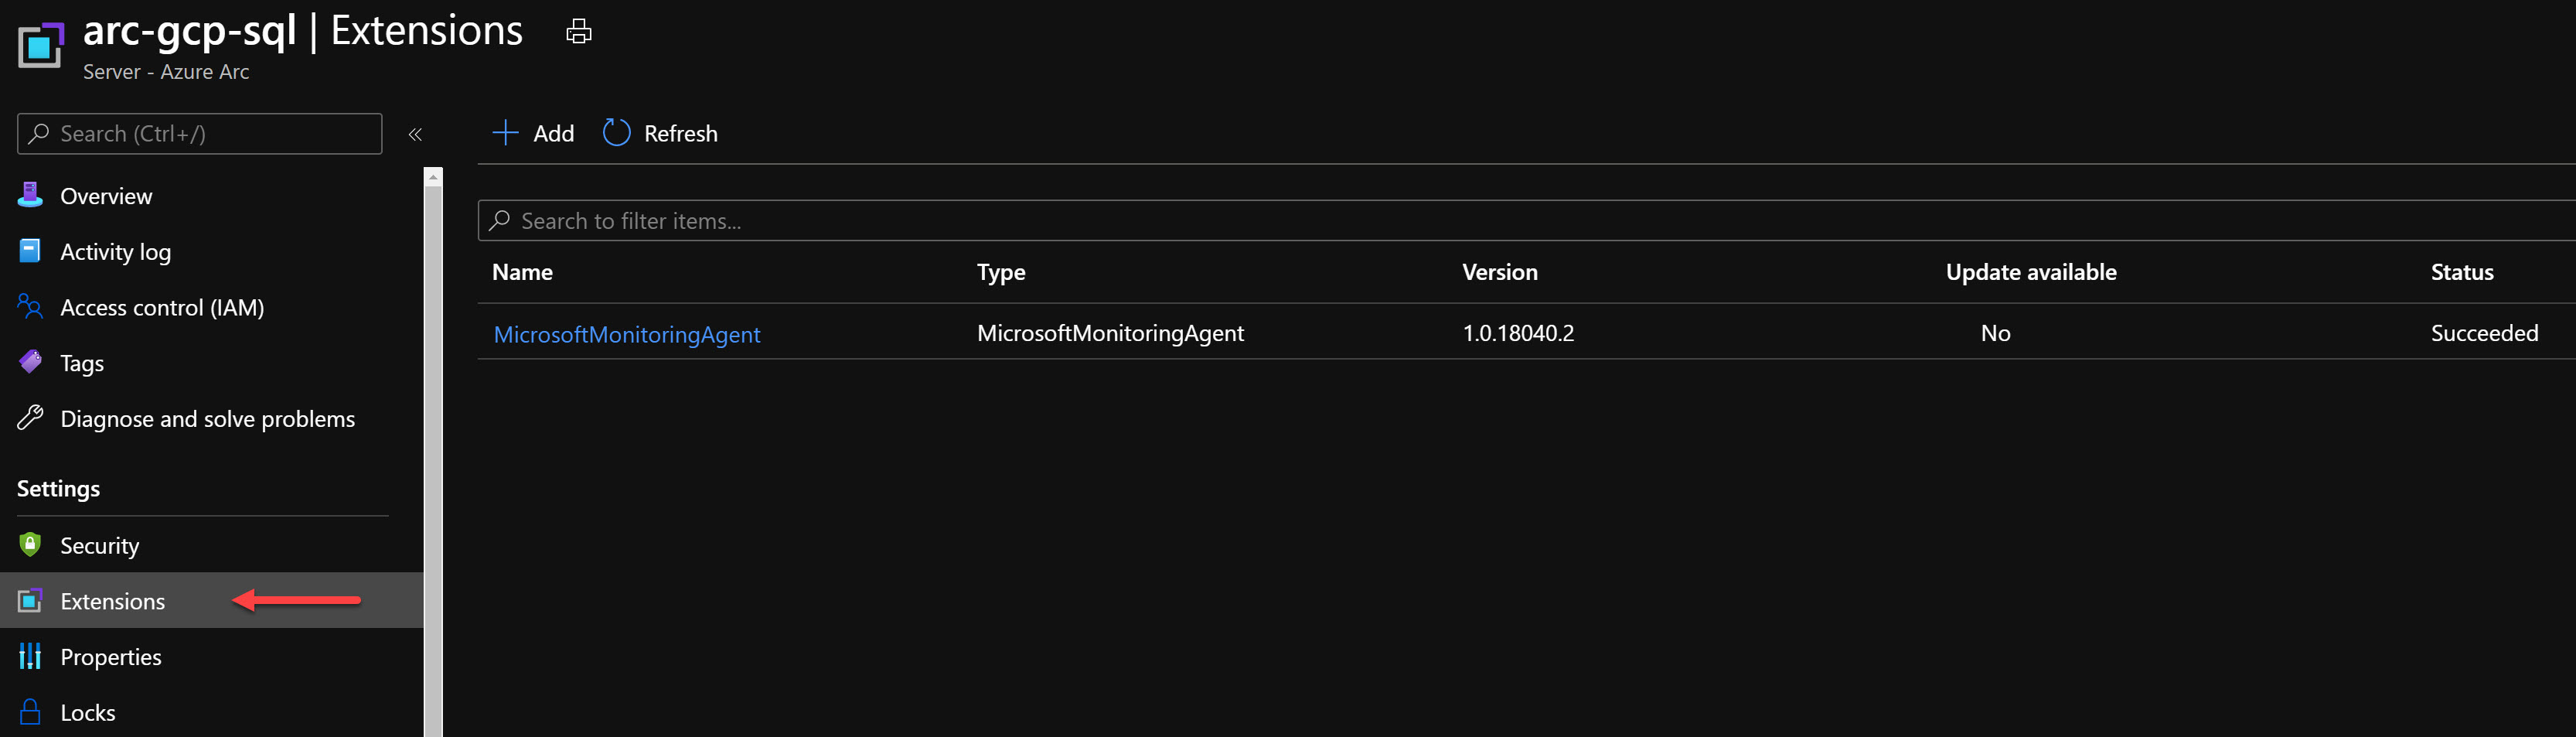 arc-gcp-sql | Extensions
Server - Azure Arc
Search (Ctrl+/)
Overview
Activity log
Access control (IAM)
Tags
Diagnose and solve problems
Settings
Security
Extensions
Properties
Locks
Add Refresh
Search to filter items...
Name Type Version Update available Status
MicrosoftMonitoringAgent MicrosoftMonitoringAgent 1.0.18040.2 No Succeeded